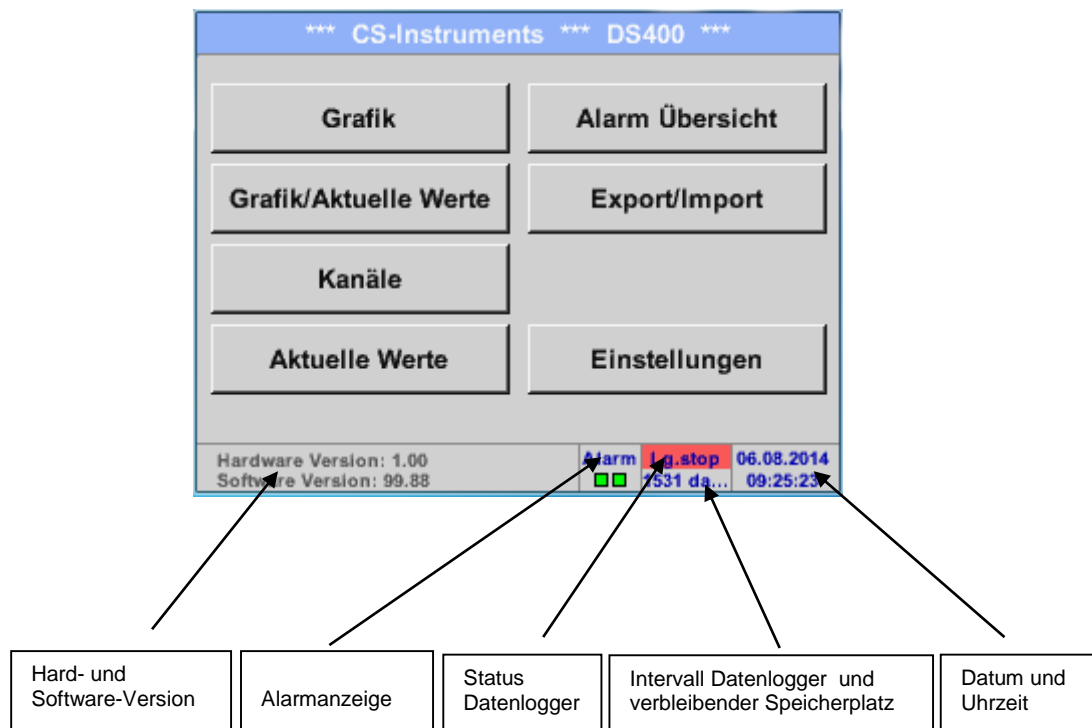 *** CS-Instruments *** DS400 ***
Grafik
Alarm Übersicht
Grafik/Aktuelle Werte
Export/Import
Kanäle
Aktuelle Werte
Einstellungen
Hardware Version: 1.00
Software Version: 99.88
Alarm
Lg.stop
1531 da...
06.08.2014
09:25:23
Hard- und
Software-Version
Alarmanzeige
Status
Datenlogger
Intervall Datenlogger und
verbleibender Speicherplatz
Datum und
Uhrzeit